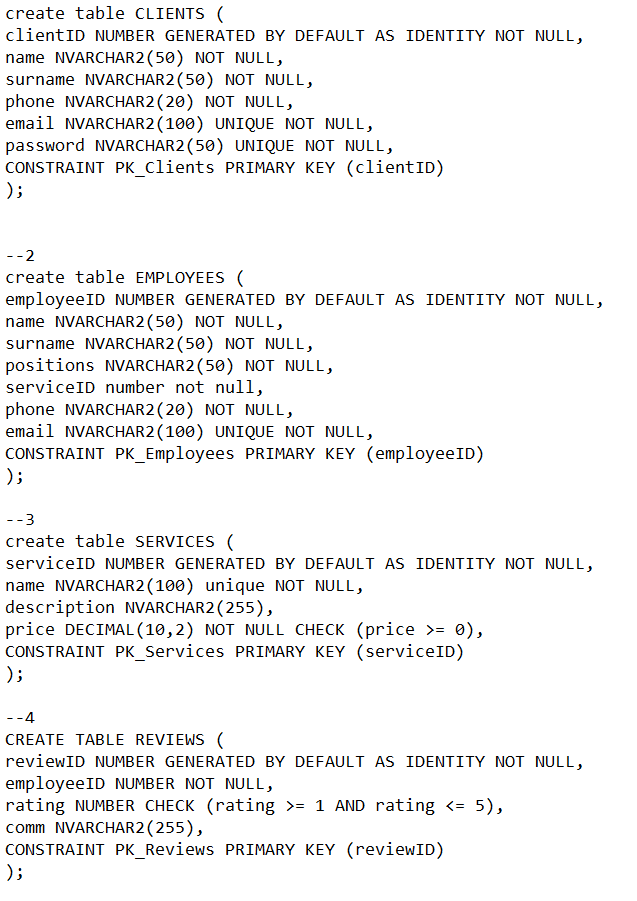 create table CLIENTS (
clientID NUMBER GENERATED BY DEFAULT AS IDENTITY NOT NULL,
name NVARCHAR2(50) NOT NULL,
surname NVARCHAR2(50) NOT NULL,
phone NVARCHAR2(20) NOT NULL,
email NVARCHAR2(100) UNIQUE NOT NULL,
password NVARCHAR2(50) UNIQUE NOT NULL,
CONSTRAINT PK_Clients PRIMARY KEY (clientID)
);
--2
create table EMPLOYEES (
employeeID NUMBER GENERATED BY DEFAULT AS IDENTITY NOT NULL,
name NVARCHAR2(50) NOT NULL,
surname NVARCHAR2(50) NOT NULL,
positions NVARCHAR2(50) NOT NULL,
serviceID number not null,
phone NVARCHAR2(20) NOT NULL,
email NVARCHAR2(100) UNIQUE NOT NULL,
CONSTRAINT PK_Employees PRIMARY KEY (employeeID)
);
--3
create table SERVICES (
serviceID NUMBER GENERATED BY DEFAULT AS IDENTITY NOT NULL,
name NVARCHAR2(100) unique NOT NULL,
description NVARCHAR2(255),
price DECIMAL(10,2) NOT NULL CHECK (price >= 0),
CONSTRAINT PK_Services PRIMARY KEY (serviceID)
);
--4
CREATE TABLE REVIEWS (
reviewID NUMBER GENERATED BY DEFAULT AS IDENTITY NOT NULL,
employeeID NUMBER NOT NULL,
rating NUMBER CHECK (rating >= 1 AND rating <= 5),
comm NVARCHAR2(255),
CONSTRAINT PK_Reviews PRIMARY KEY (reviewID)
);